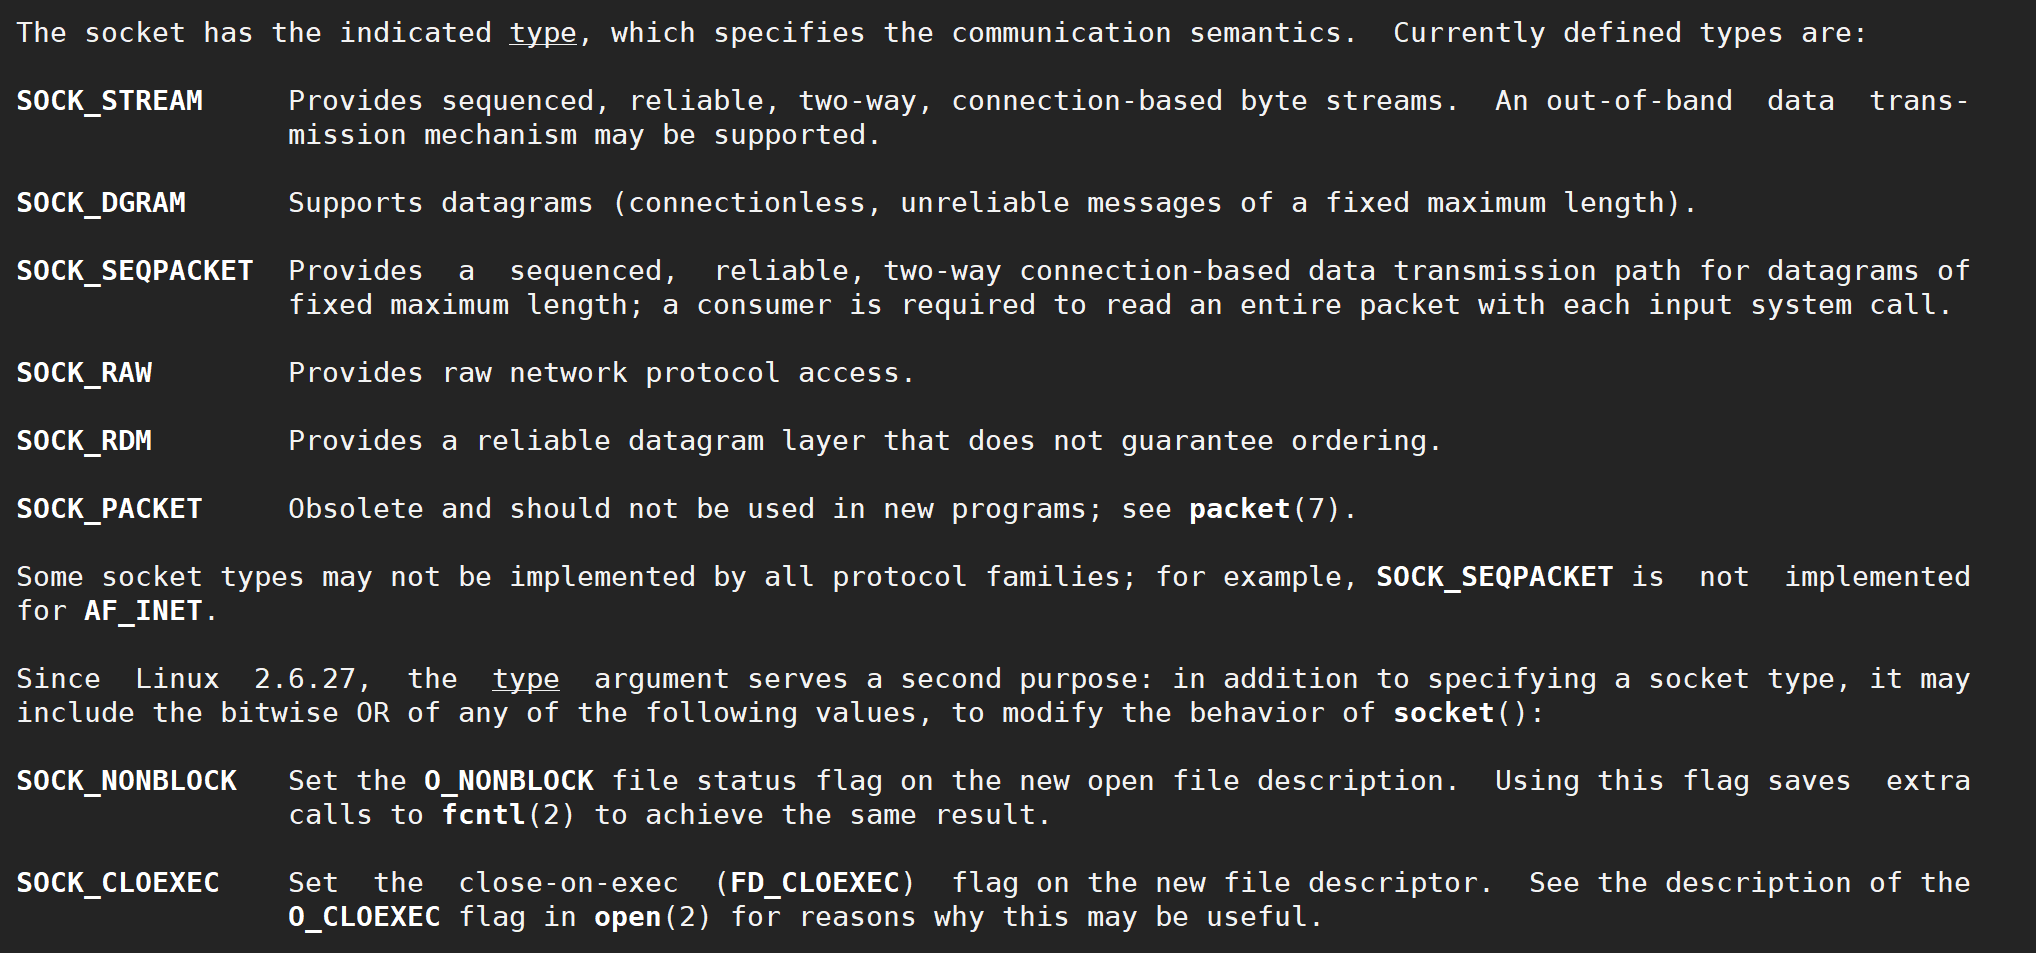 The socket has the indicated type, which specifies the communication semantics.  Currently defined types are:
SOCK_STREAM     Provides sequenced, reliable, two-way, connection-based byte streams.  An out-of-band  data  trans-
                mission mechanism may be supported.
SOCK_DGRAM      Supports datagrams (connectionless, unreliable messages of a fixed maximum length).
SOCK_SEQPACKET  Provides  a  sequenced,  reliable, two-way connection-based data transmission path for datagrams of
                fixed maximum length; a consumer is required to read an entire packet with each input system call.
SOCK_RAW        Provides raw network protocol access.
SOCK_RDM        Provides a reliable datagram layer that does not guarantee ordering.
SOCK_PACKET     Obsolete and should not be used in new programs; see packet(7).
Some socket types may not be implemented by all protocol families; for example, SOCK_SEQPACKET is  not  implemented
for AF_INET.
Since  Linux  2.6.27,  the  type  argument serves a second purpose: in addition to specifying a socket type, it may
include the bitwise OR of any of the following values, to modify the behavior of socket():
SOCK_NONBLOCK   Set the O_NONBLOCK file status flag on the new open file description.  Using this flag saves  extra
                calls to fcntl(2) to achieve the same result.
SOCK_CLOEXEC    Set  the  close-on-exec  (FD_CLOEXEC)  flag on the new file descriptor.  See the description of the
                O_CLOEXEC flag in open(2) for reasons why this may be useful.